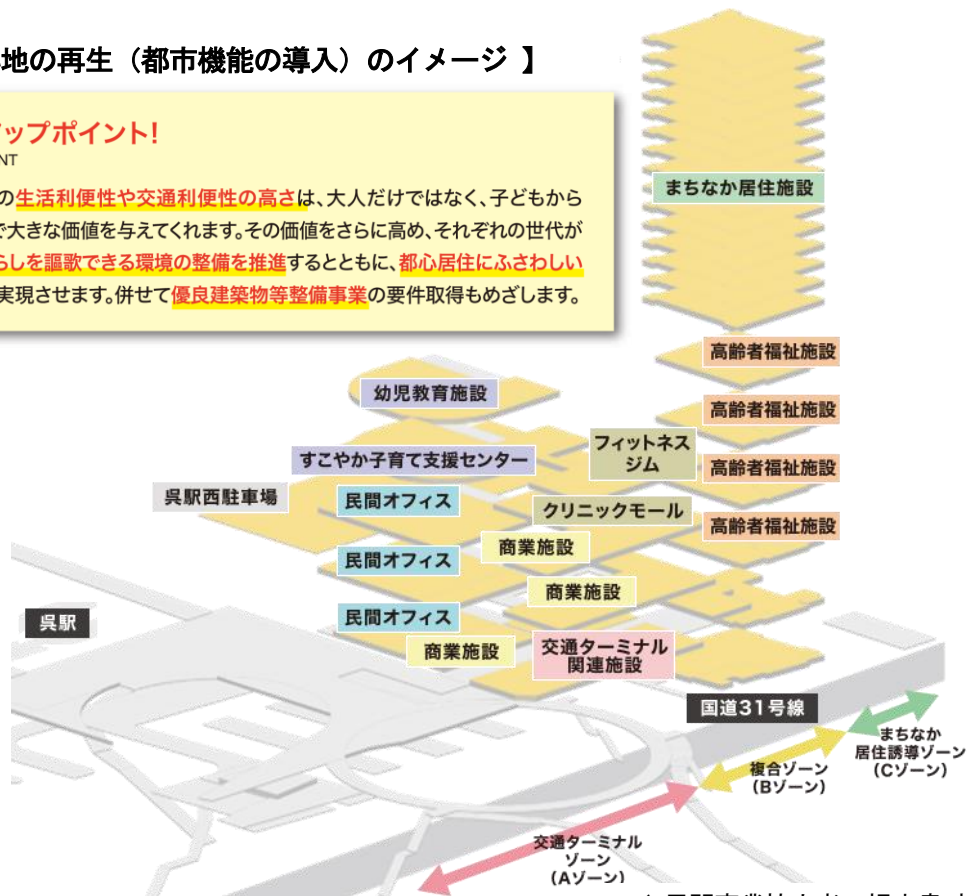 地の再生（都市機能の導入）のイメージ 】
ップポイント!
NT
の生活利便性や交通利便性の高さは、大人だけではなく、子どもから
で大きな価値を与えてくれます。その価値をさらに高め、それぞれの世代が
らしを謳歌できる環境の整備を推進するとともに、都心居住にふさわしい
実現させます。併せて優良建築物等整備事業の要件取得もめざします。
まちなか居住施設
高齢者福祉施設
幼児教育施設
高齢者福祉施設
フィットネス
ジム
すこやか子育て支援センター
高齢者福祉施設
呉駅西駐車場
民間オフィス
クリニックモール
高齢者福祉施設
商業施設
民間オフィス
商業施設
呉駅
民間オフィス
商業施設
交通ターミナル
関連施設
国道31号線
まちなか
居住誘導ゾーン
（Cゾーン）
複合ゾーン
（Bゾーン）
交通ターミナル
ゾーン
（Aゾーン）